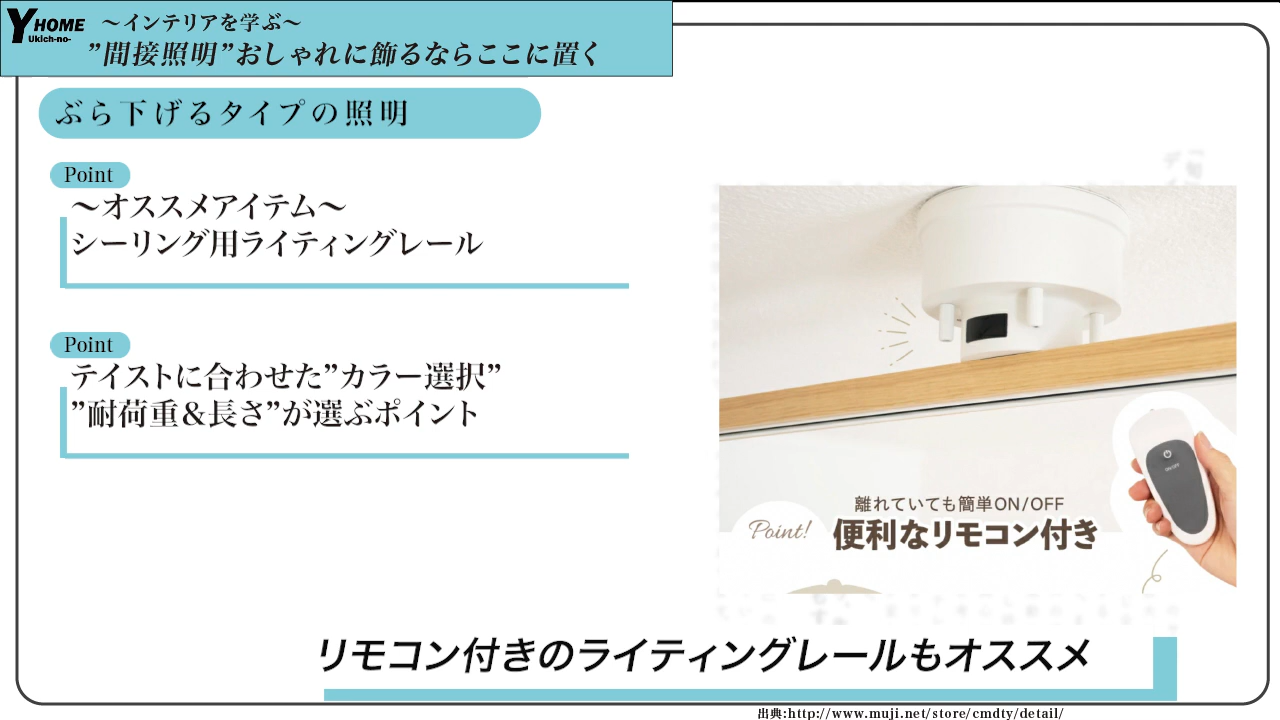 YHOME
Ukich-no-
～インテリアを学ぶ～
”間接照明”おしゃれに飾るならここに置く
ぶら下げるタイプの照明
Point
～オススメアイテム～
シーリング用ライティングレール
Point
テイストに合わせた”カラー選択”
”耐荷重＆長さ”が選ぶポイント
ON/OFF
離れていても簡単ON/OFF
Point!
便利なリモコン付き
リモコン付きのライティングレールもオススメ
出典:http://www.muji.net/store/cmdty/detail/